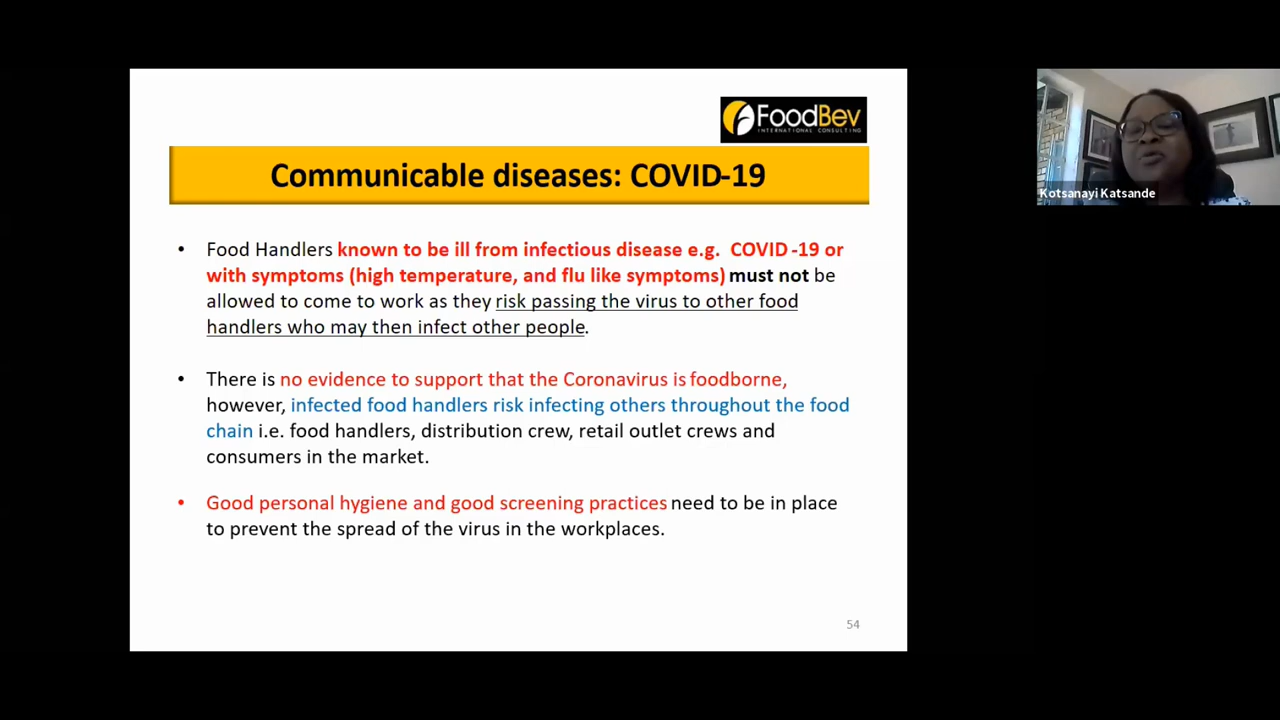 FoodBev
INTERNATIONAL CONSULTING
Communicable diseases: COVID-19
Kotsanayi Katsande
• Food Handlers known to be ill from infectious disease e.g. COVID -19 or
with symptoms (high temperature, and flu like symptoms) must not be
allowed to come to work as they risk passing the virus to other food
handlers who may then infect other people.
• There is no evidence to support that the Coronavirus is foodborne,
however, infected food handlers risk infecting others throughout the food
chain i.e. food handlers, distribution crew, retail outlet crews and
consumers in the market.
• Good personal hygiene and good screening practices need to be in place
to prevent the spread of the virus in the workplaces.
54